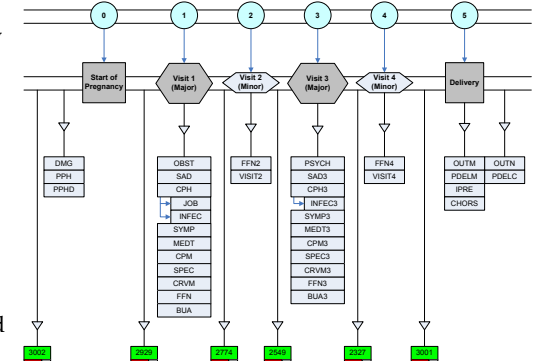 0 1 2 3 4 5
Start of
Pregnancy
Visit 1
(Major)
Visit 2
(Minor)
Visit 3
(Major)
Visit 4
(Minor)
Delivery
DMG
PPH
PPHD
OBST
SAD
CPH
JOB
INFEC
SYMP
MEDT
CPM
SPEC
CRVM
FFN
BUA
FFN2
VISIT2
PSYCH
SAD3
CPH3
INFEC3
SYMP3
MEDT3
CPM3
SPEC3
CRVM3
FFN3
BUA3
FFN4
VISIT4
OUTM
PDELM
IPRE
CHORS
OUTN
PDELC
d
3002 2929 2774 2549 2327 3001